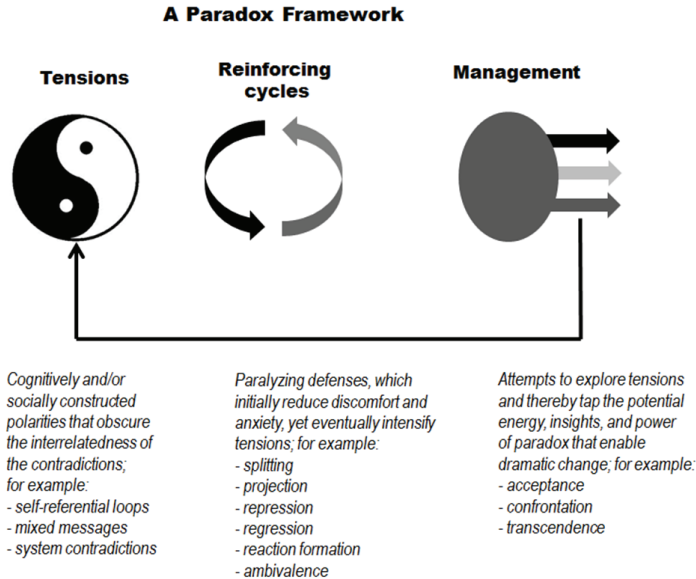 A Paradox Framework
Tensions
Reinforcing
cycles
Management
Cognitively and/or
socially constructed
polarities that obscure
the interrelatedness of
the contradictions;
for example:
- self-referential loops
- mixed messages
- system contradictions
Paralyzing defenses, which
initially reduce discomfort and
anxiety, yet eventually intensify
tensions; for example:
- splitting
- projection
- repression
- regression
- reaction formation
- ambivalence
Attempts to explore tensions
and thereby tap the potential
energy, insights, and power
of paradox that enable
dramatic change; for example:
- acceptance
- confrontation
- transcendence